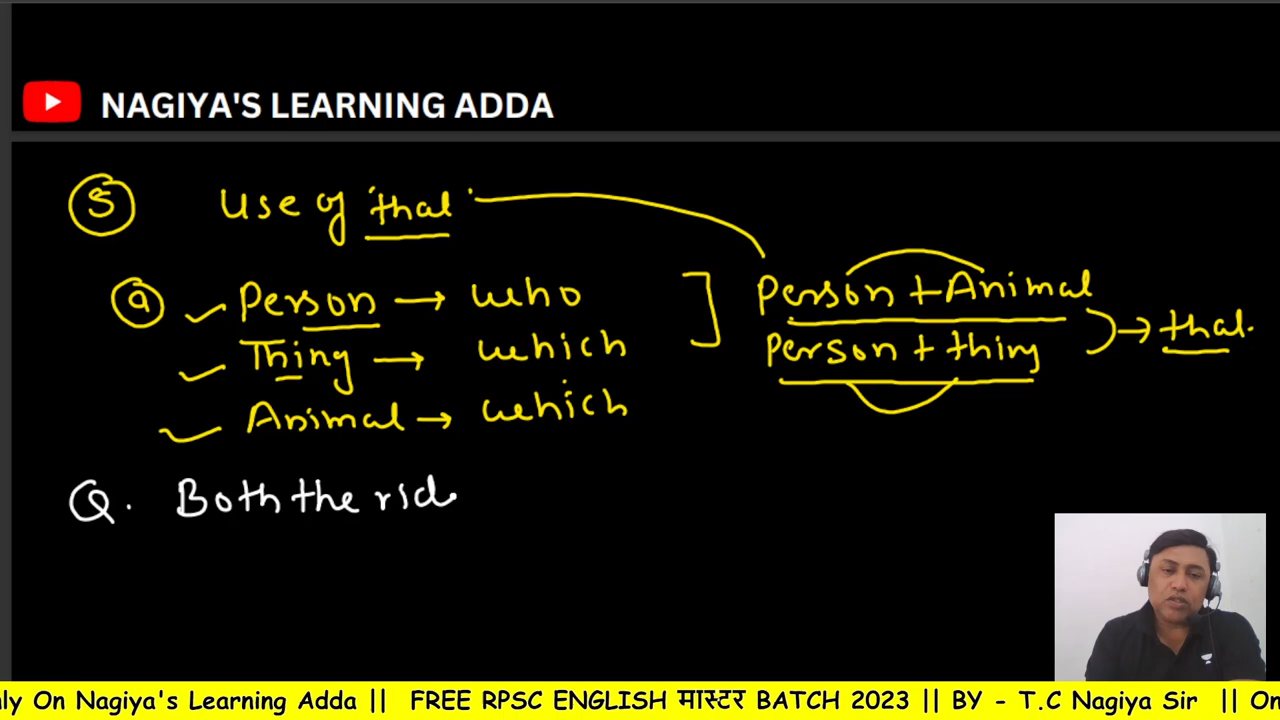 NAGIYA'S LEARNING ADDA
5 Use of 'that'
a Person → who
Thing → which
Animal → which
Person + Animal
Person + thing
→ that.
Q. Both the rid
ly On Nagiya's Learning Adda || FREE RPSC ENGLISH मास्टर BATCH 2023 || BY - T.C Nagiya Sir || On